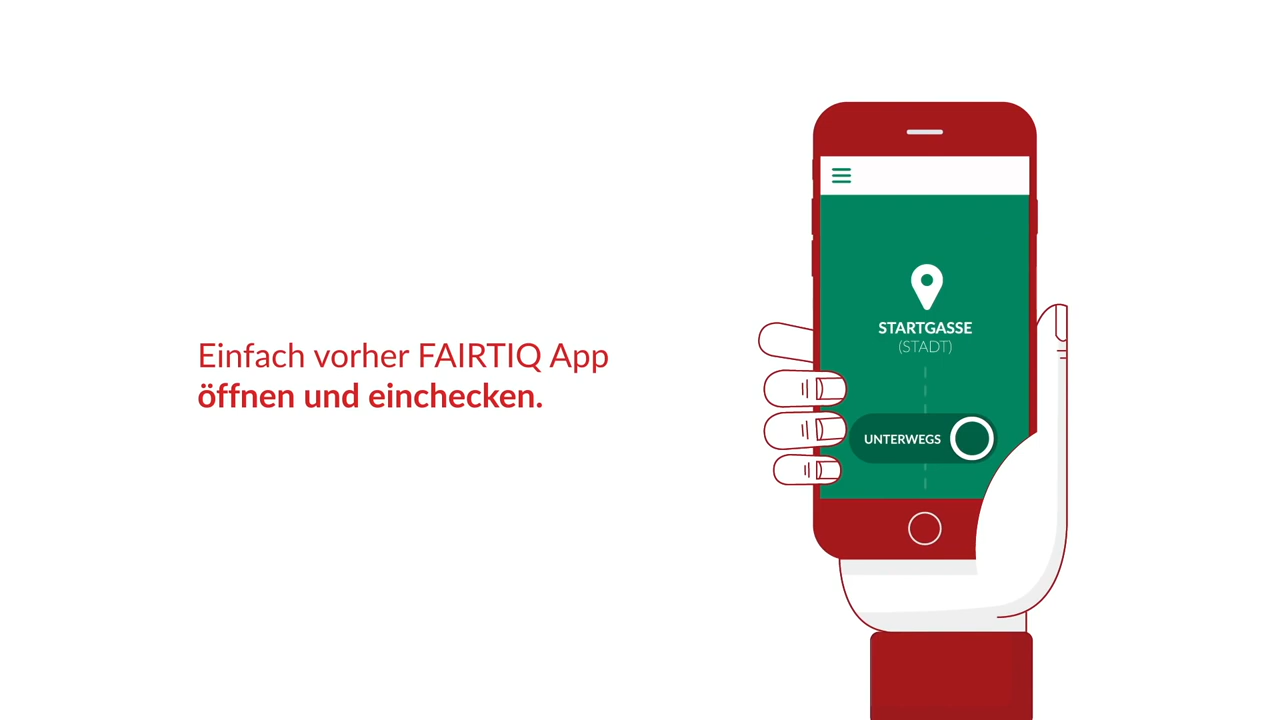 Einfach vorher FAIRTIQ App
öffnen und einchecken.
STARTGASSE
(STADT)
UNTERWEGS